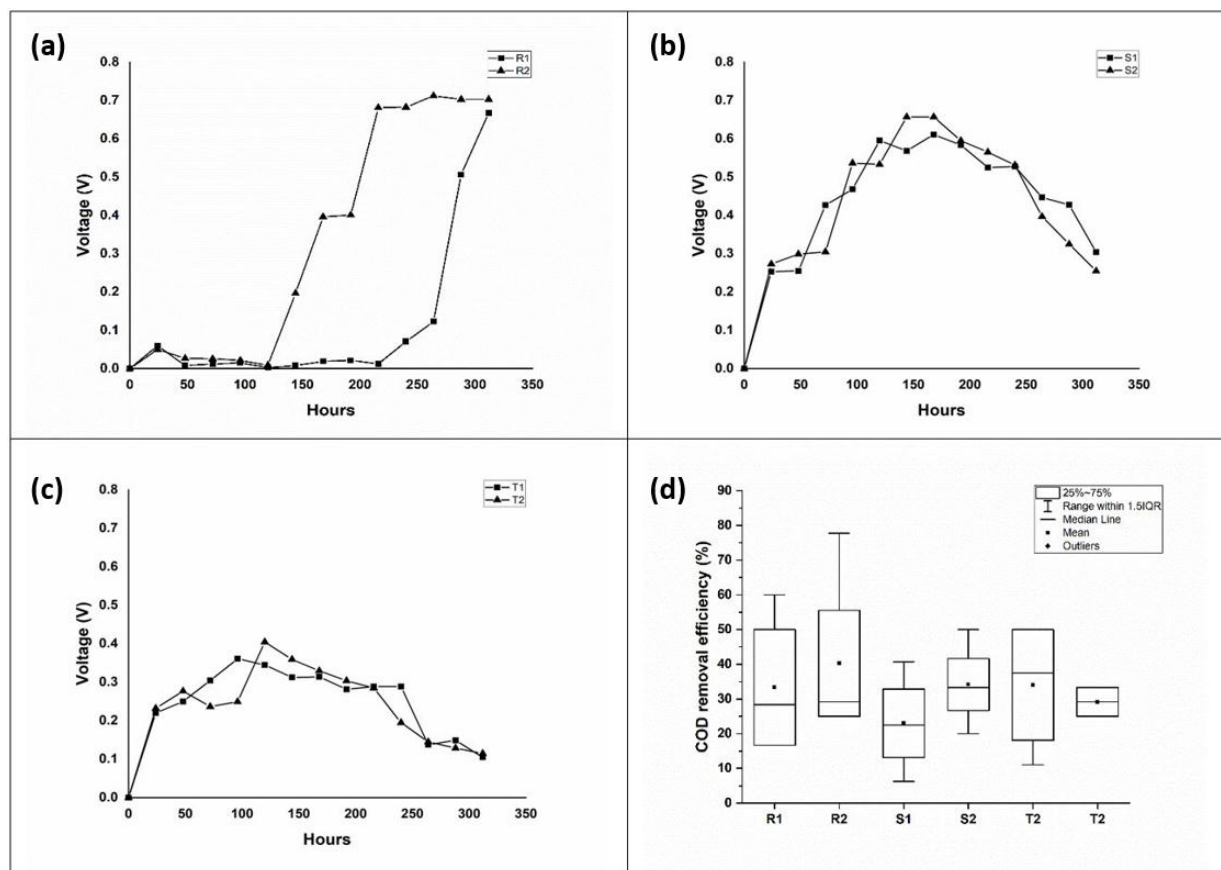 (a)
R1
R2
0.8
0.7
0.6
0.5
0.4
0.3
0.2
0.1
0.0
Voltage (V)
0 50 100 150 200 250 300 350
Hours
(b)
S1
S2
0.8
0.7
0.6
0.5
0.4
0.3
0.2
0.1
0.0
Voltage (V)
0 50 100 150 200 250 300 350
Hours
(c)
T1
T2
0.8
0.7
0.6
0.5
0.4
0.3
0.2
0.1
0.0
Voltage (V)
0 50 100 150 200 250 300 350
Hours
(d)
25%~75%
Range within 1.5IQR
Median Line
Mean
Outliers
90
80
70
60
50
40
30
20
10
0
COD removal efficiency (%)
R1 R2 S1 S2 T2 T2